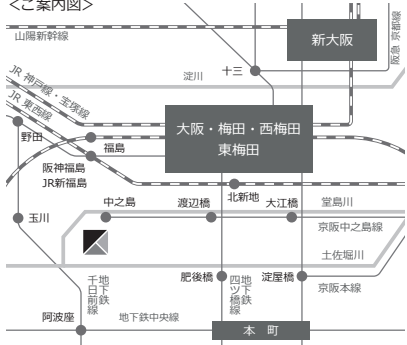 ＜ご案内図＞
山陽新幹線
新大阪
阪急 京都線
十三
淀川
JR 神戸線・宝塚線
JR 東西線
大阪・梅田・西梅田
東梅田
野田
福島
阪神福島
JR新福島
北新地
中之島
渡辺橋
大江橋
堂島川
玉川
京阪中之島線
土佐堀川
地下鉄
千日前線
肥後橋
地下鉄
四ツ橋線
淀屋橋
京阪本線
阿波座
地下鉄中央線
本 町